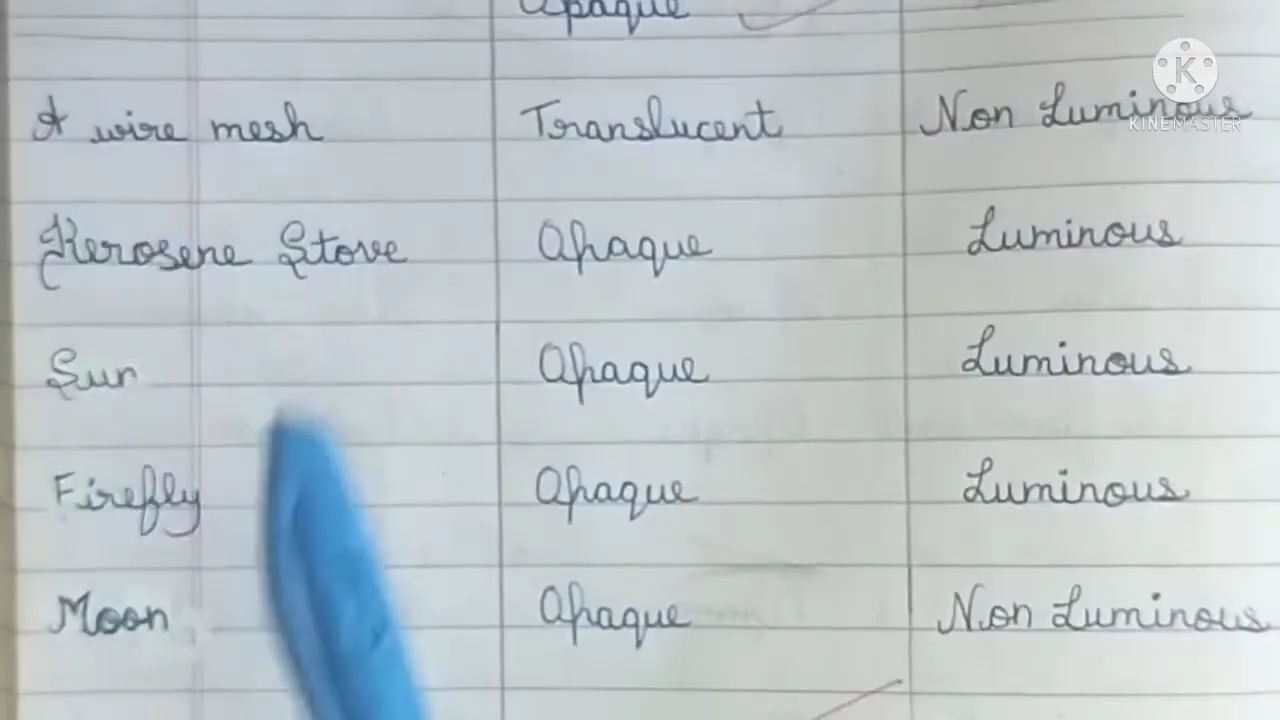 Opaque
A wire mesh Translucent Non Luminous
KINEMASTER
Kerosene Stove Opaque Luminous
Sun Opaque Luminous
Firefly Opaque Luminous
Moon Opaque Non Luminous